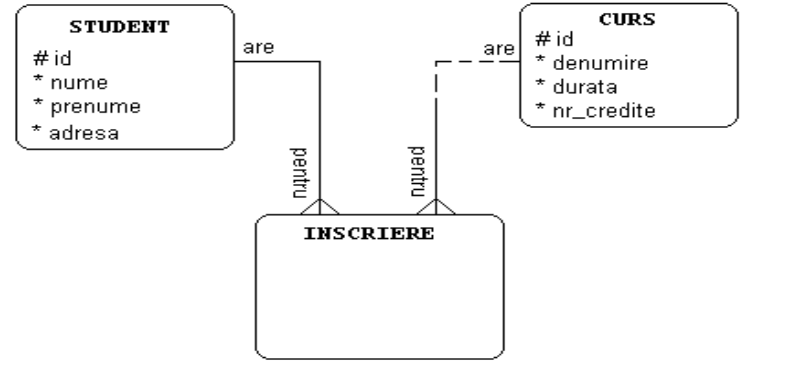 STUDENT
# id
* nume
* prenume
* adresa
are
CURS
# id
* denumire
* durata
* nr_credite
are
pentru
pentru
INSCRIERE